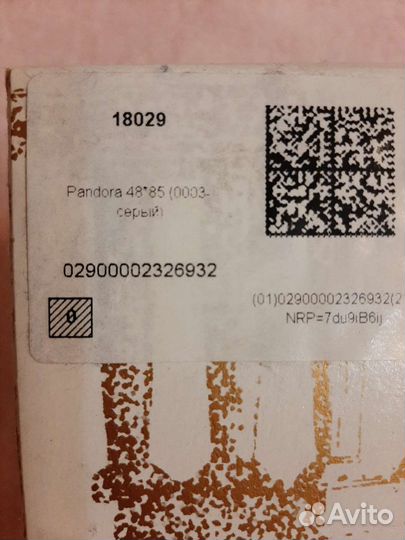 18029
Pandora 48*85 (0003-
серый)
02900002326932
0
(01)02900002326932(2
NRP=7du9iB6ij
Avito